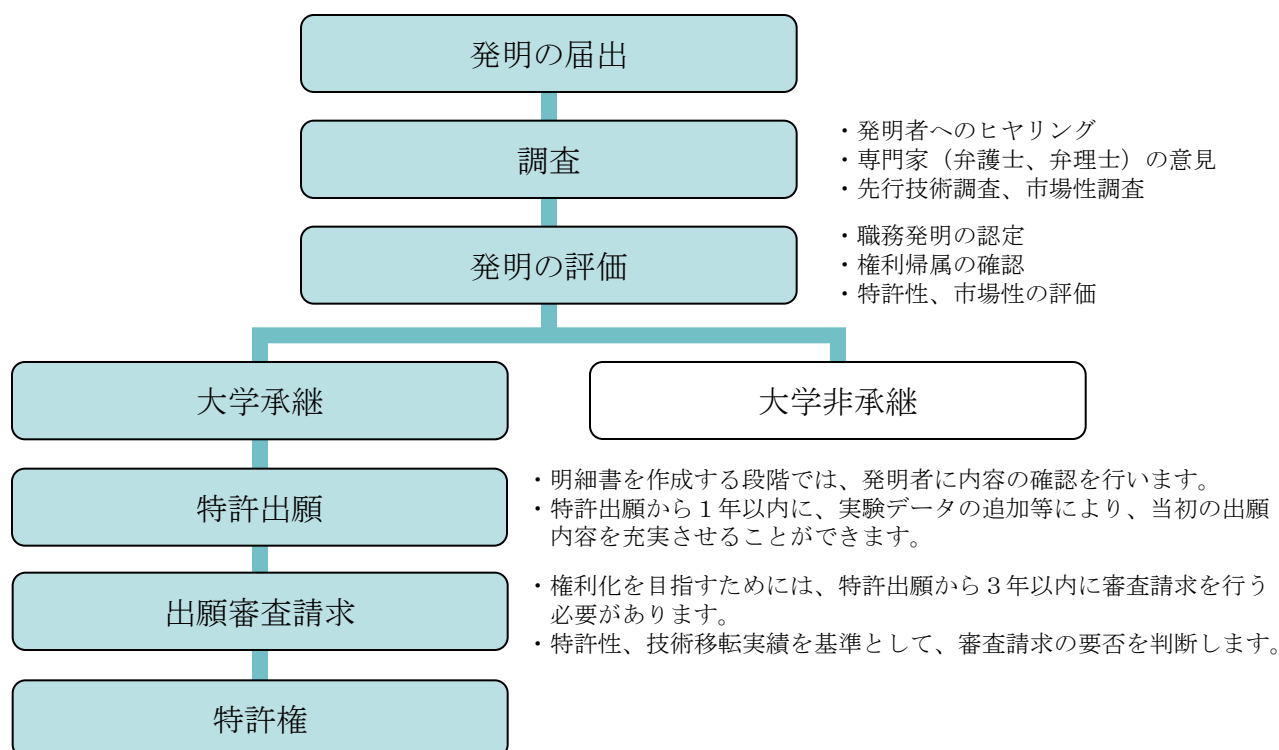 発明の届出
調査
・発明者へのヒヤリング
・専門家（弁護士、弁理士）の意見
・先行技術調査、市場性調査
発明の評価
・職務発明の認定
・権利帰属の確認
・特許性、市場性の評価
大学承継
大学非承継
特許出願
・明細書を作成する段階では、発明者に内容の確認を行います。
・特許出願から１年以内に、実験データの追加等により、当初の出願
内容を充実させることができます。
出願審査請求
・権利化を目指すためには、特許出願から３年以内に審査請求を行う
必要があります。
・特許性、技術移転実績を基準として、審査請求の要否を判断します。
特許権